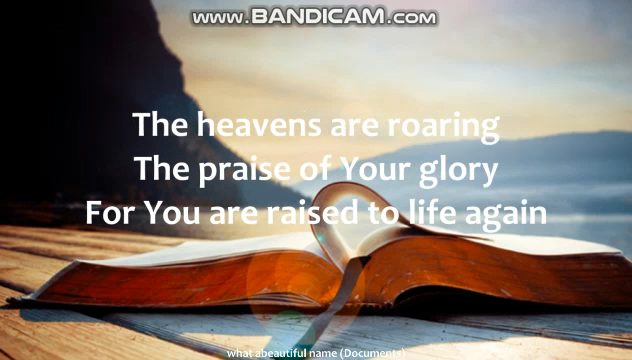 www.BANDICAM.com
The heavens are roaring
The praise of Your glory
For You are raised to life again
what abeautiful name (Documents)